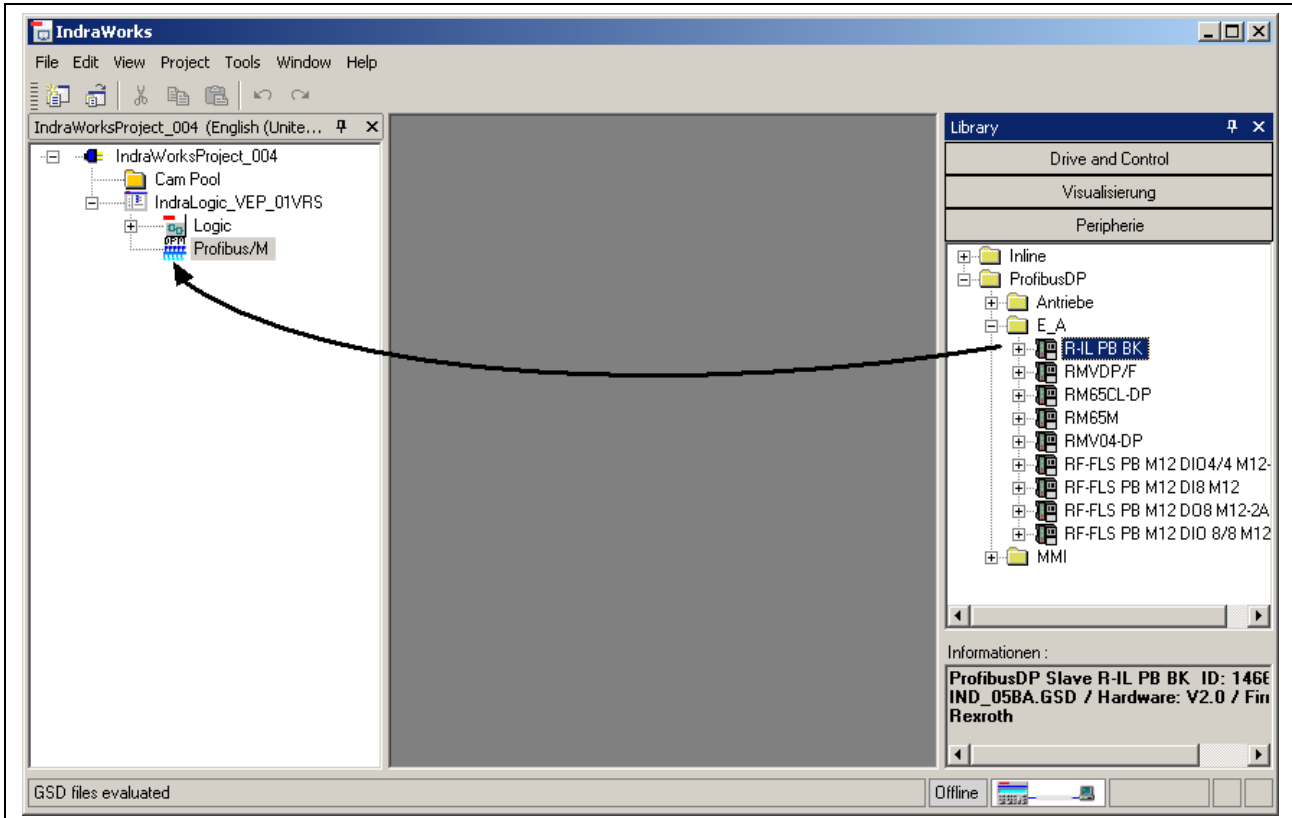 IndraWorks
File Edit View Project Tools Window Help
IndraWorksProject_004 (English (Unite...
IndraWorksProject_004
Cam Pool
IndraLogic_VEP_01VRS
Logic
DPM
Profibus/M
Library
Drive and Control
Visualisierung
Peripherie
Inline
ProfibusDP
Antriebe
E_A
R-IL PB BK
RMVDP/F
RM65CL-DP
RM65M
RMV04-DP
RF-FLS PB M12 DIO4/4 M12-
RF-FLS PB M12 DI8 M12
RF-FLS PB M12 DO8 M12-2A
RF-FLS PB M12 DIO 8/8 M12
MMI
Informationen :
ProfibusDP Slave R-IL PB BK ID: 1466
IND_05BA.GSD / Hardware: V2.0 / Firm
Rexroth
GSD files evaluated
Offline